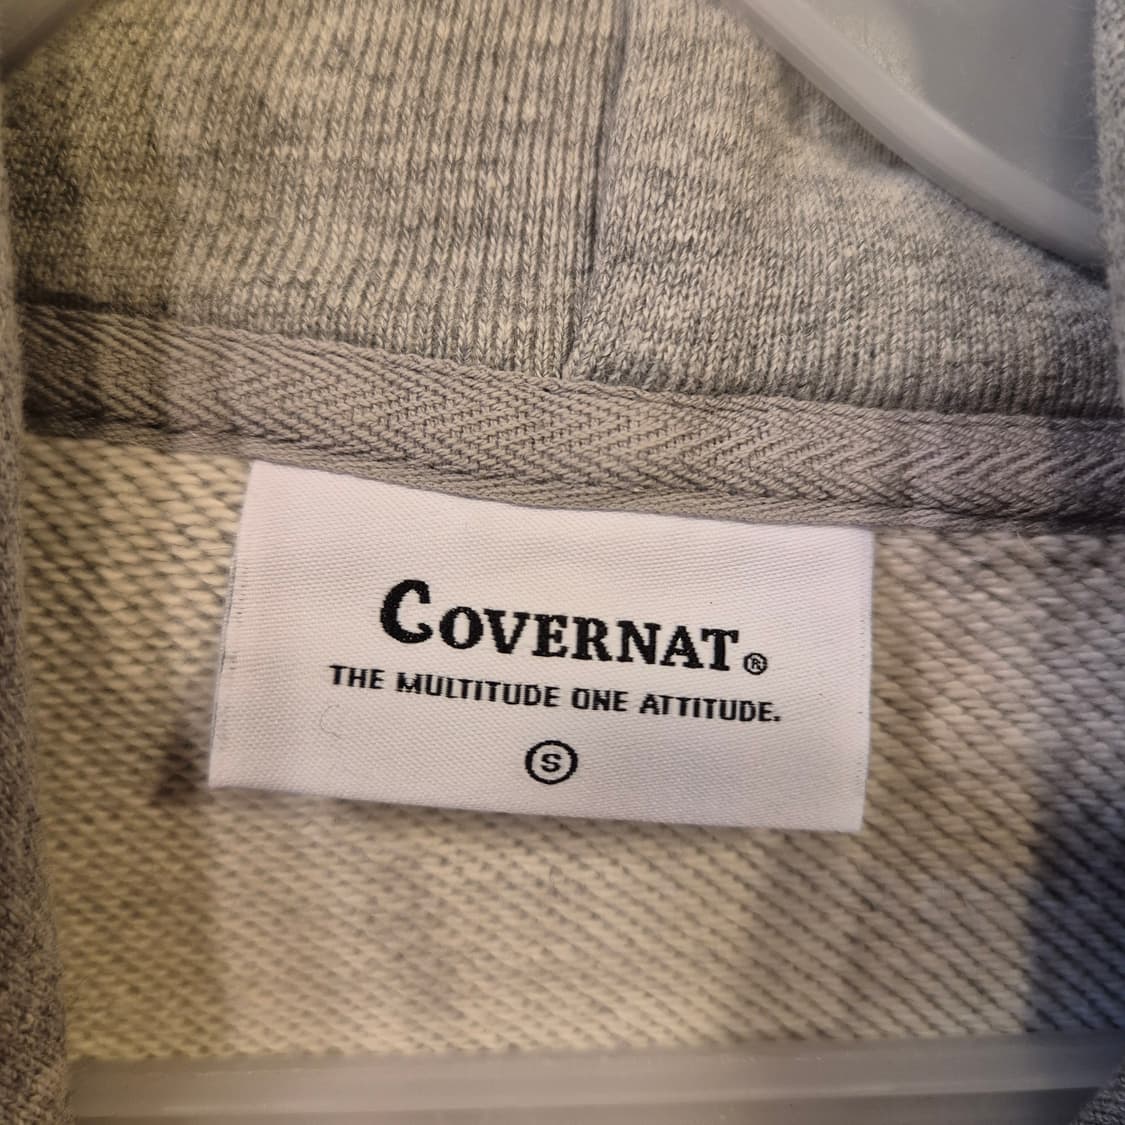 COVERNAT®
THE MULTITUDE ONE ATTITUDE.
S